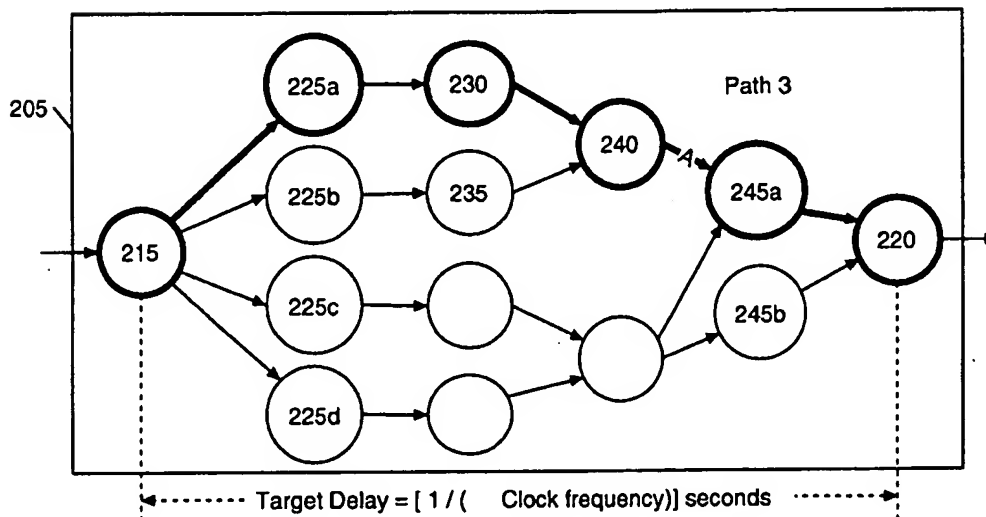 205
Path 3
225a
230
240
A
245a
225b
235
215
220
225c
245b
225d
Target Delay = [ 1 / ( Clock frequency)] seconds